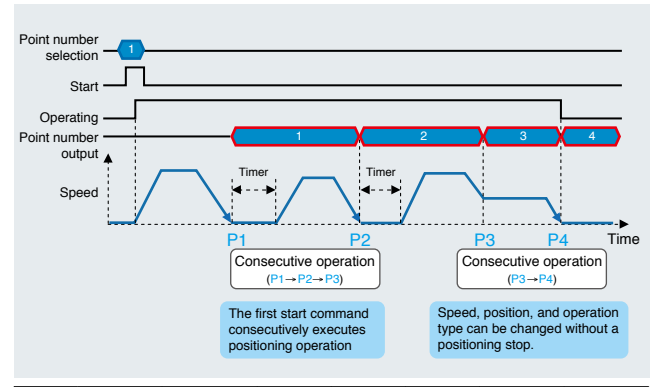 Point number
selection
1
Start
Operating
Point number
output
1
2
3
4
Speed
Timer
Timer
P1
P2
P3
P4
Time
Consecutive operation
(P1→P2→P3)
Consecutive operation
(P3→P4)
The first start command
consecutively executes
positioning operation
Speed, position, and operation
type can be changed without a
positioning stop.